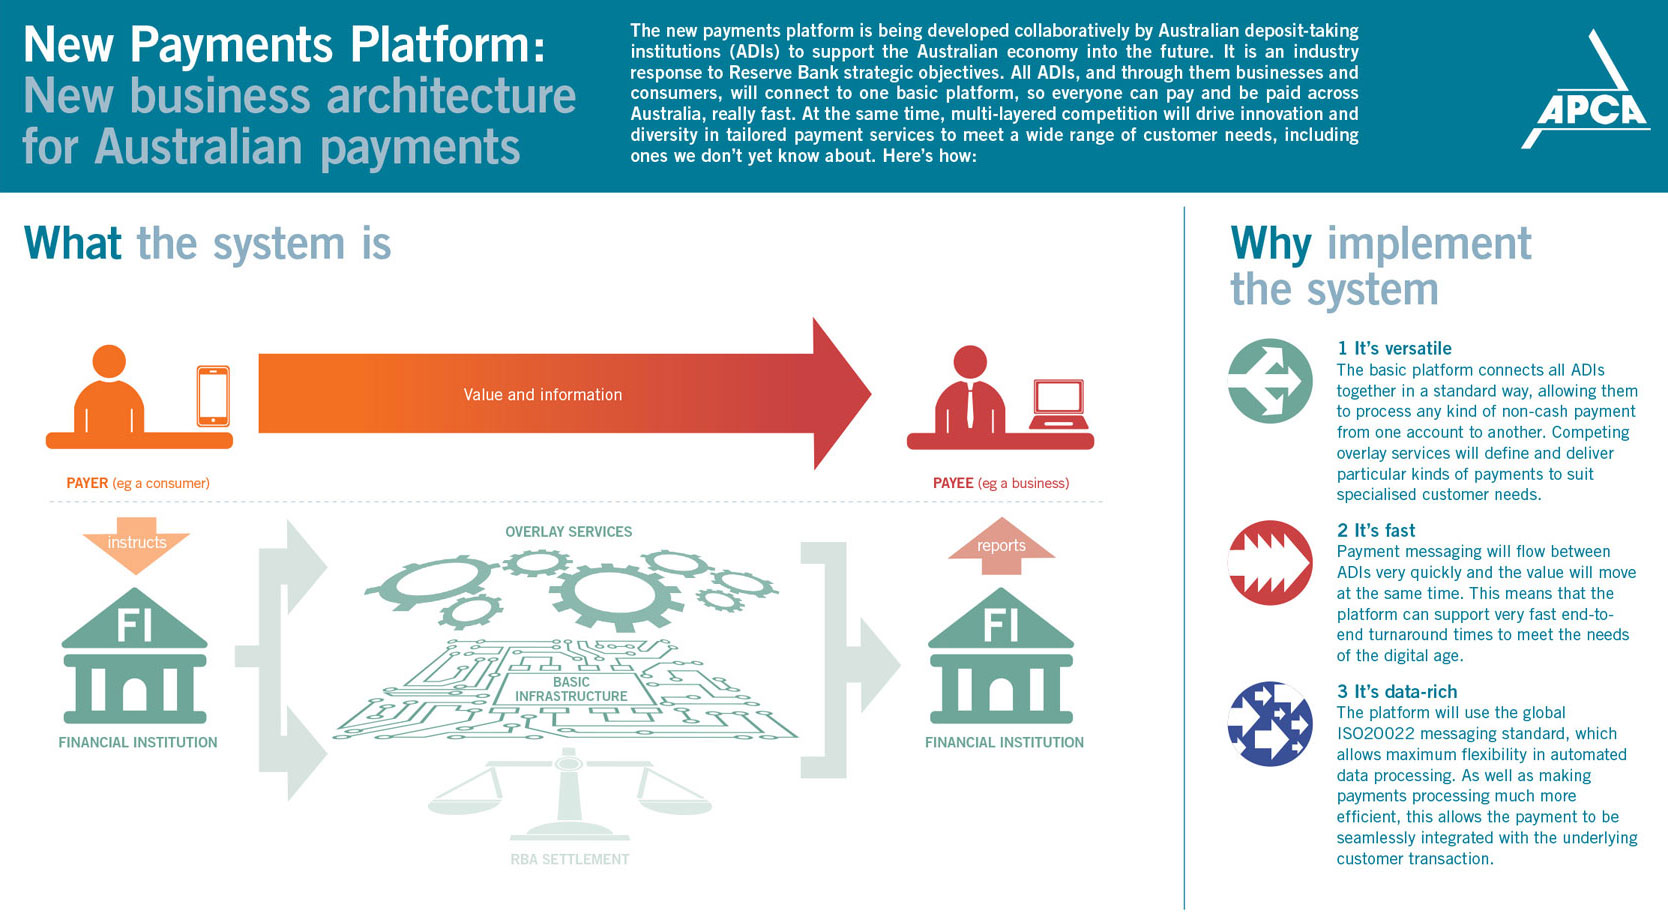 New Payments Platform:
New business architecture
for Australian payments
The new payments platform is being developed collaboratively by Australian deposit-taking
institutions (ADIs) to support the Australian economy into the future. It is an industry
response to Reserve Bank strategic objectives. All ADIs, and through them businesses and
consumers, will connect to one basic platform, so everyone can pay and be paid across
Australia, really fast. At the same time, multi-layered competition will drive innovation and
diversity in tailored payment services to meet a wide range of customer needs, including
ones we don't yet know about. Here's how:
APCA
What the system is
Value and information
PAYER (eg a consumer)
PAYEE (eg a business)
instructs
OVERLAY SERVICES
reports
FI
FI
BASIC
INFRASTRUCTURE
FINANCIAL INSTITUTION
FINANCIAL INSTITUTION
RBA SETTLEMENT
Why implement
the system
1 It's versatile
The basic platform connects all ADIs
together in a standard way, allowing them
to process any kind of non-cash payment
from one account to another. Competing
overlay services will define and deliver
particular kinds of payments to suit
specialised customer needs.
2 It's fast
Payment messaging will flow between
ADIs very quickly and the value will move
at the same time. This means that the
platform can support very fast end-to-
end turnaround times to meet the needs
of the digital age.
3 It's data-rich
The platform will use the global
ISO20022 messaging standard, which
allows maximum flexibility in automated
data processing. As well as making
payments processing much more
efficient, this allows the payment to be
seamlessly integrated with the underlying
customer transaction.